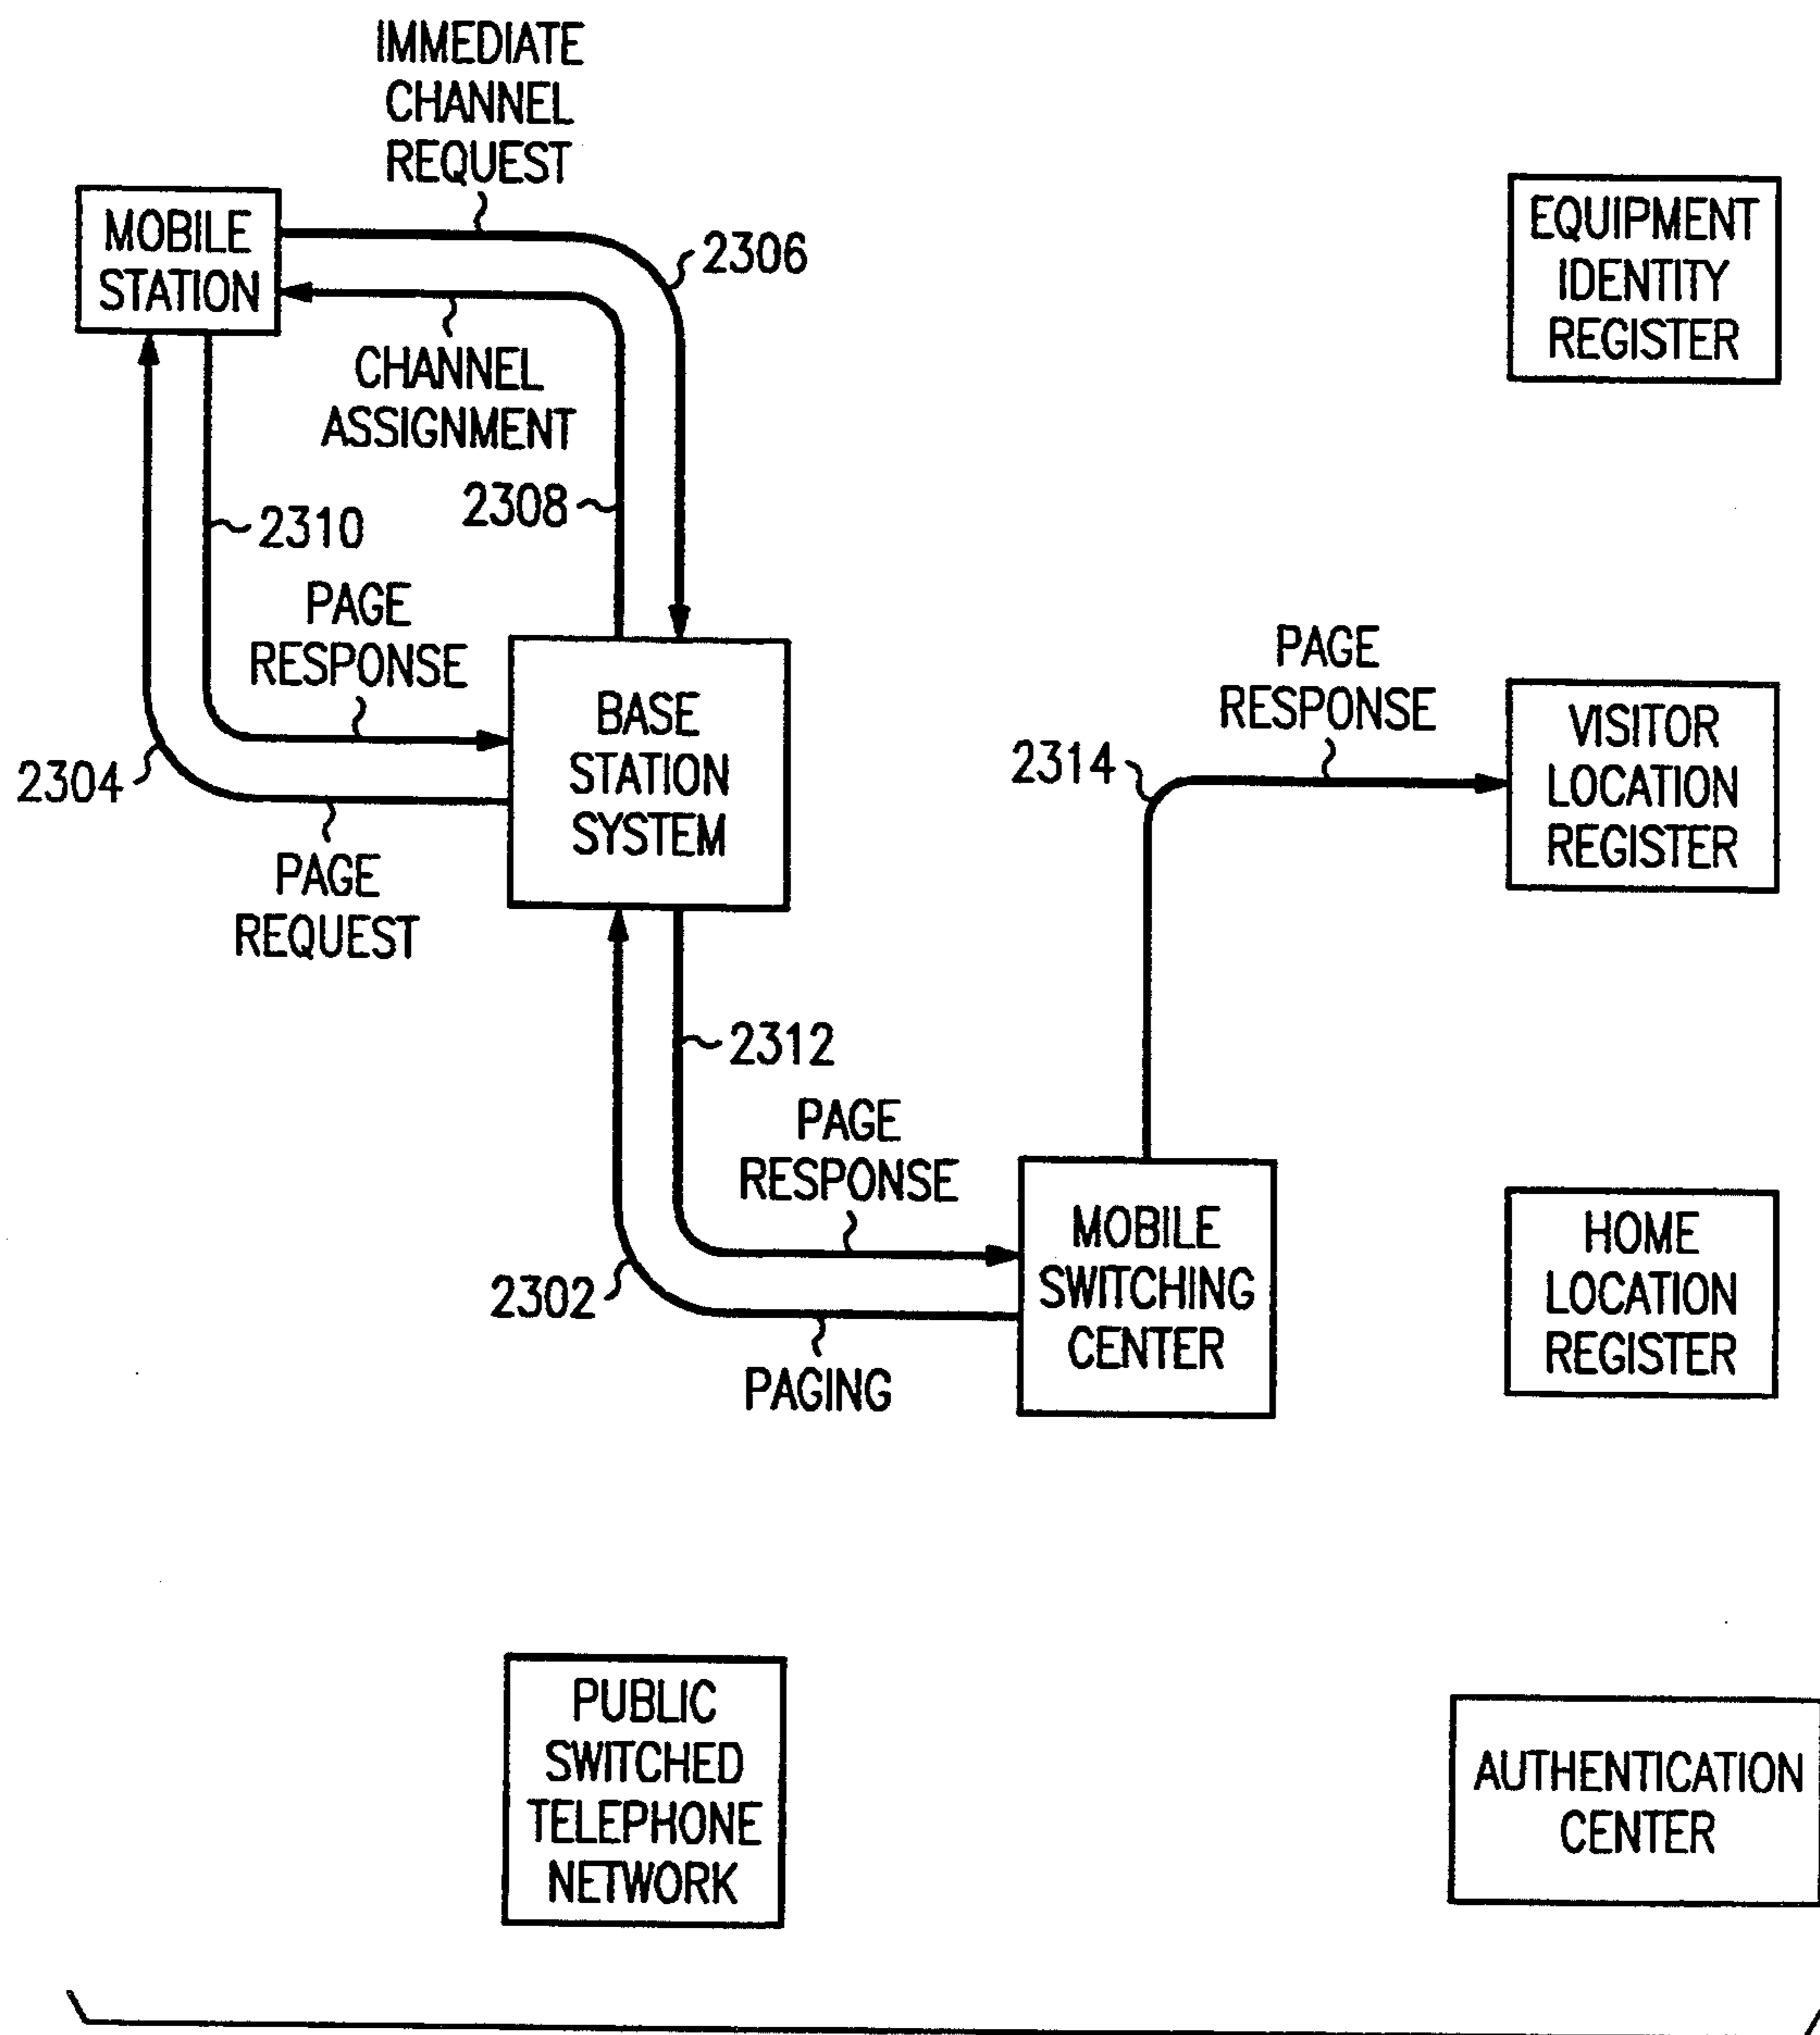 IMMEDIATE
CHANNEL
REQUEST
MOBILE
STATION
2306
EQUIPMENT
IDENTITY
REGISTER
CHANNEL
ASSIGNMENT
2308
2310
PAGE
RESPONSE
BASE
STATION
SYSTEM
PAGE
RESPONSE
2314
VISITOR
LOCATION
REGISTER
2304
PAGE
REQUEST
2312
PAGE
RESPONSE
MOBILE
SWITCHING
CENTER
HOME
LOCATION
REGISTER
2302
PAGING
PUBLIC
SWITCHED
TELEPHONE
NETWORK
AUTHENTICATION
CENTER